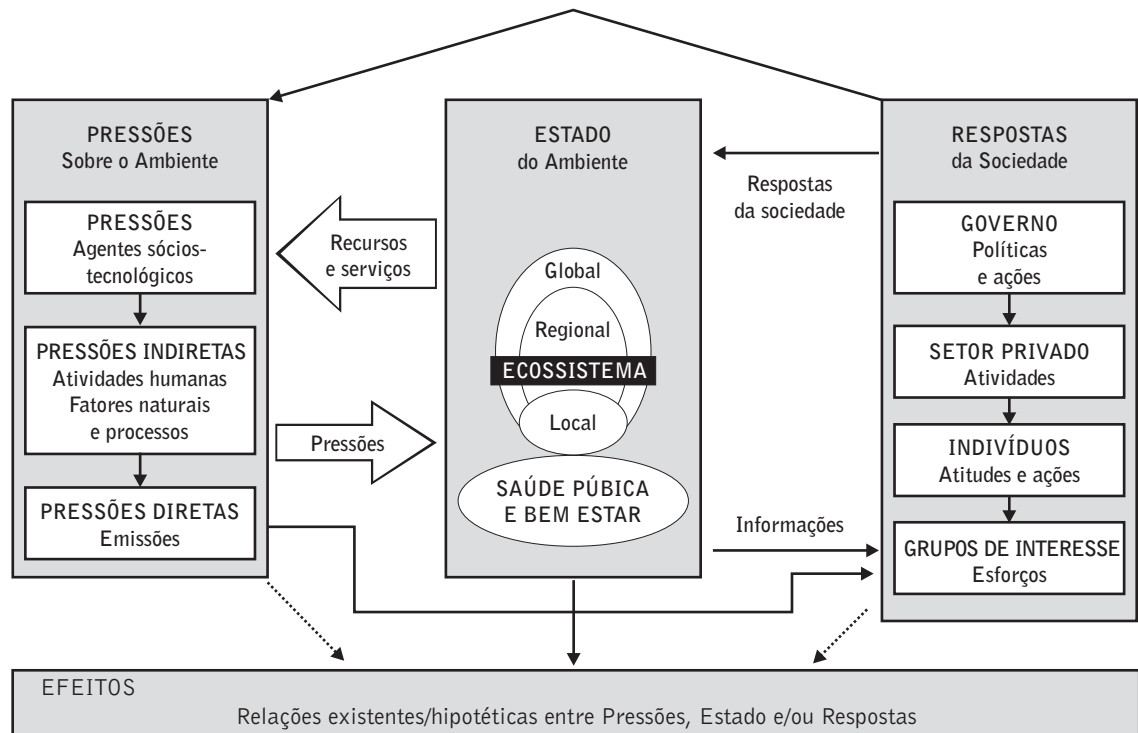 PRESSÕES
Sobre o Ambiente
PRESSÕES
Agentes sócios-
tecnológicos
PRESSÕES INDIRETAS
Atividades humanas
Fatores naturais
e processos
PRESSÕES DIRETAS
Emissões
Recursos
e serviços
Pressões
ESTADO
do Ambiente
Global
Regional
ECOSSISTEMA
Local
SAÚDE PÚBICA
E BEM ESTAR
Respostas
da sociedade
Informações
RESPOSTAS
da Sociedade
GOVERNO
Políticas
e ações
SETOR PRIVADO
Atividades
INDIVÍDUOS
Atitudes e ações
GRUPOS DE INTERESSE
Esforços
EFEITOS
Relações existentes/hipotéticas entre Pressões, Estado e/ou Respostas